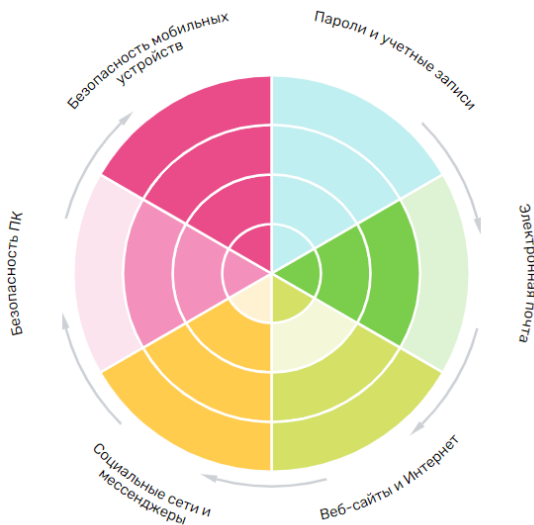 Безопасность мобильных
устройств
Пароли и учетные записи
Электронная почта
Веб-сайты и Интернет
Социальные сети и
мессенджеры
Безопасность ПК